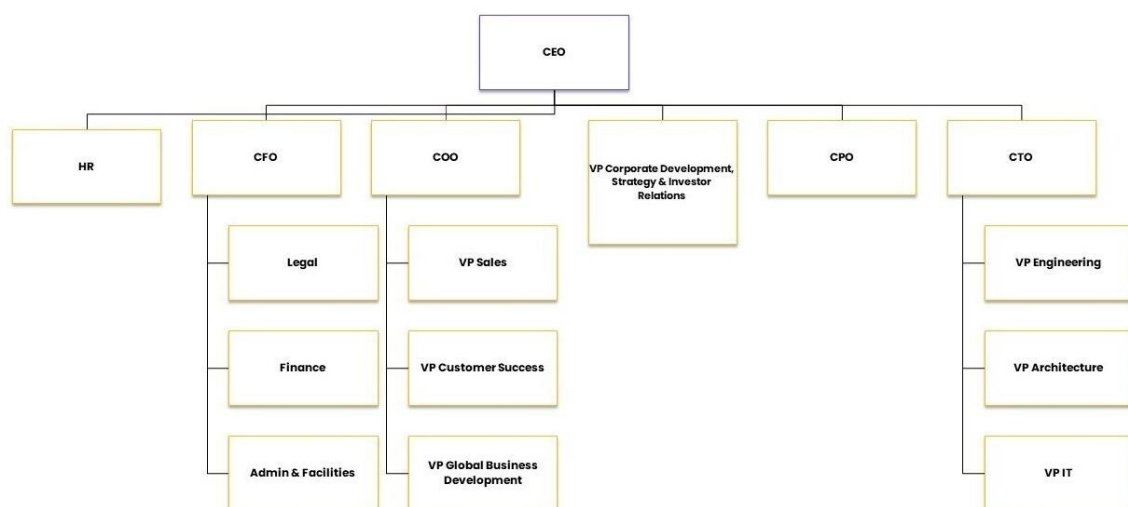 CEO
HR
CFO
COO
VP Corporate Development,
Strategy & Investor
Relations
CPO
CTO
Legal
VP Sales
VP Engineering
Finance
VP Customer Success
VP Architecture
Admin & Facilities
VP Global Business
Development
VP IT